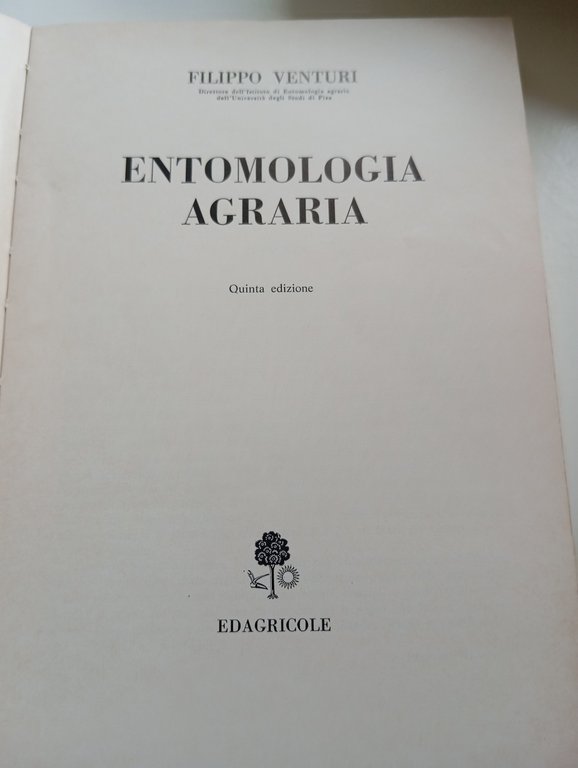 FILIPPO VENTURI
Direttore dell'Istituto di Entomologia agraria
dell'Università degli Studi di Pisa
ENTOMOLOGIA
AGRARIA
Quinta edizione
EDAGRICOLE